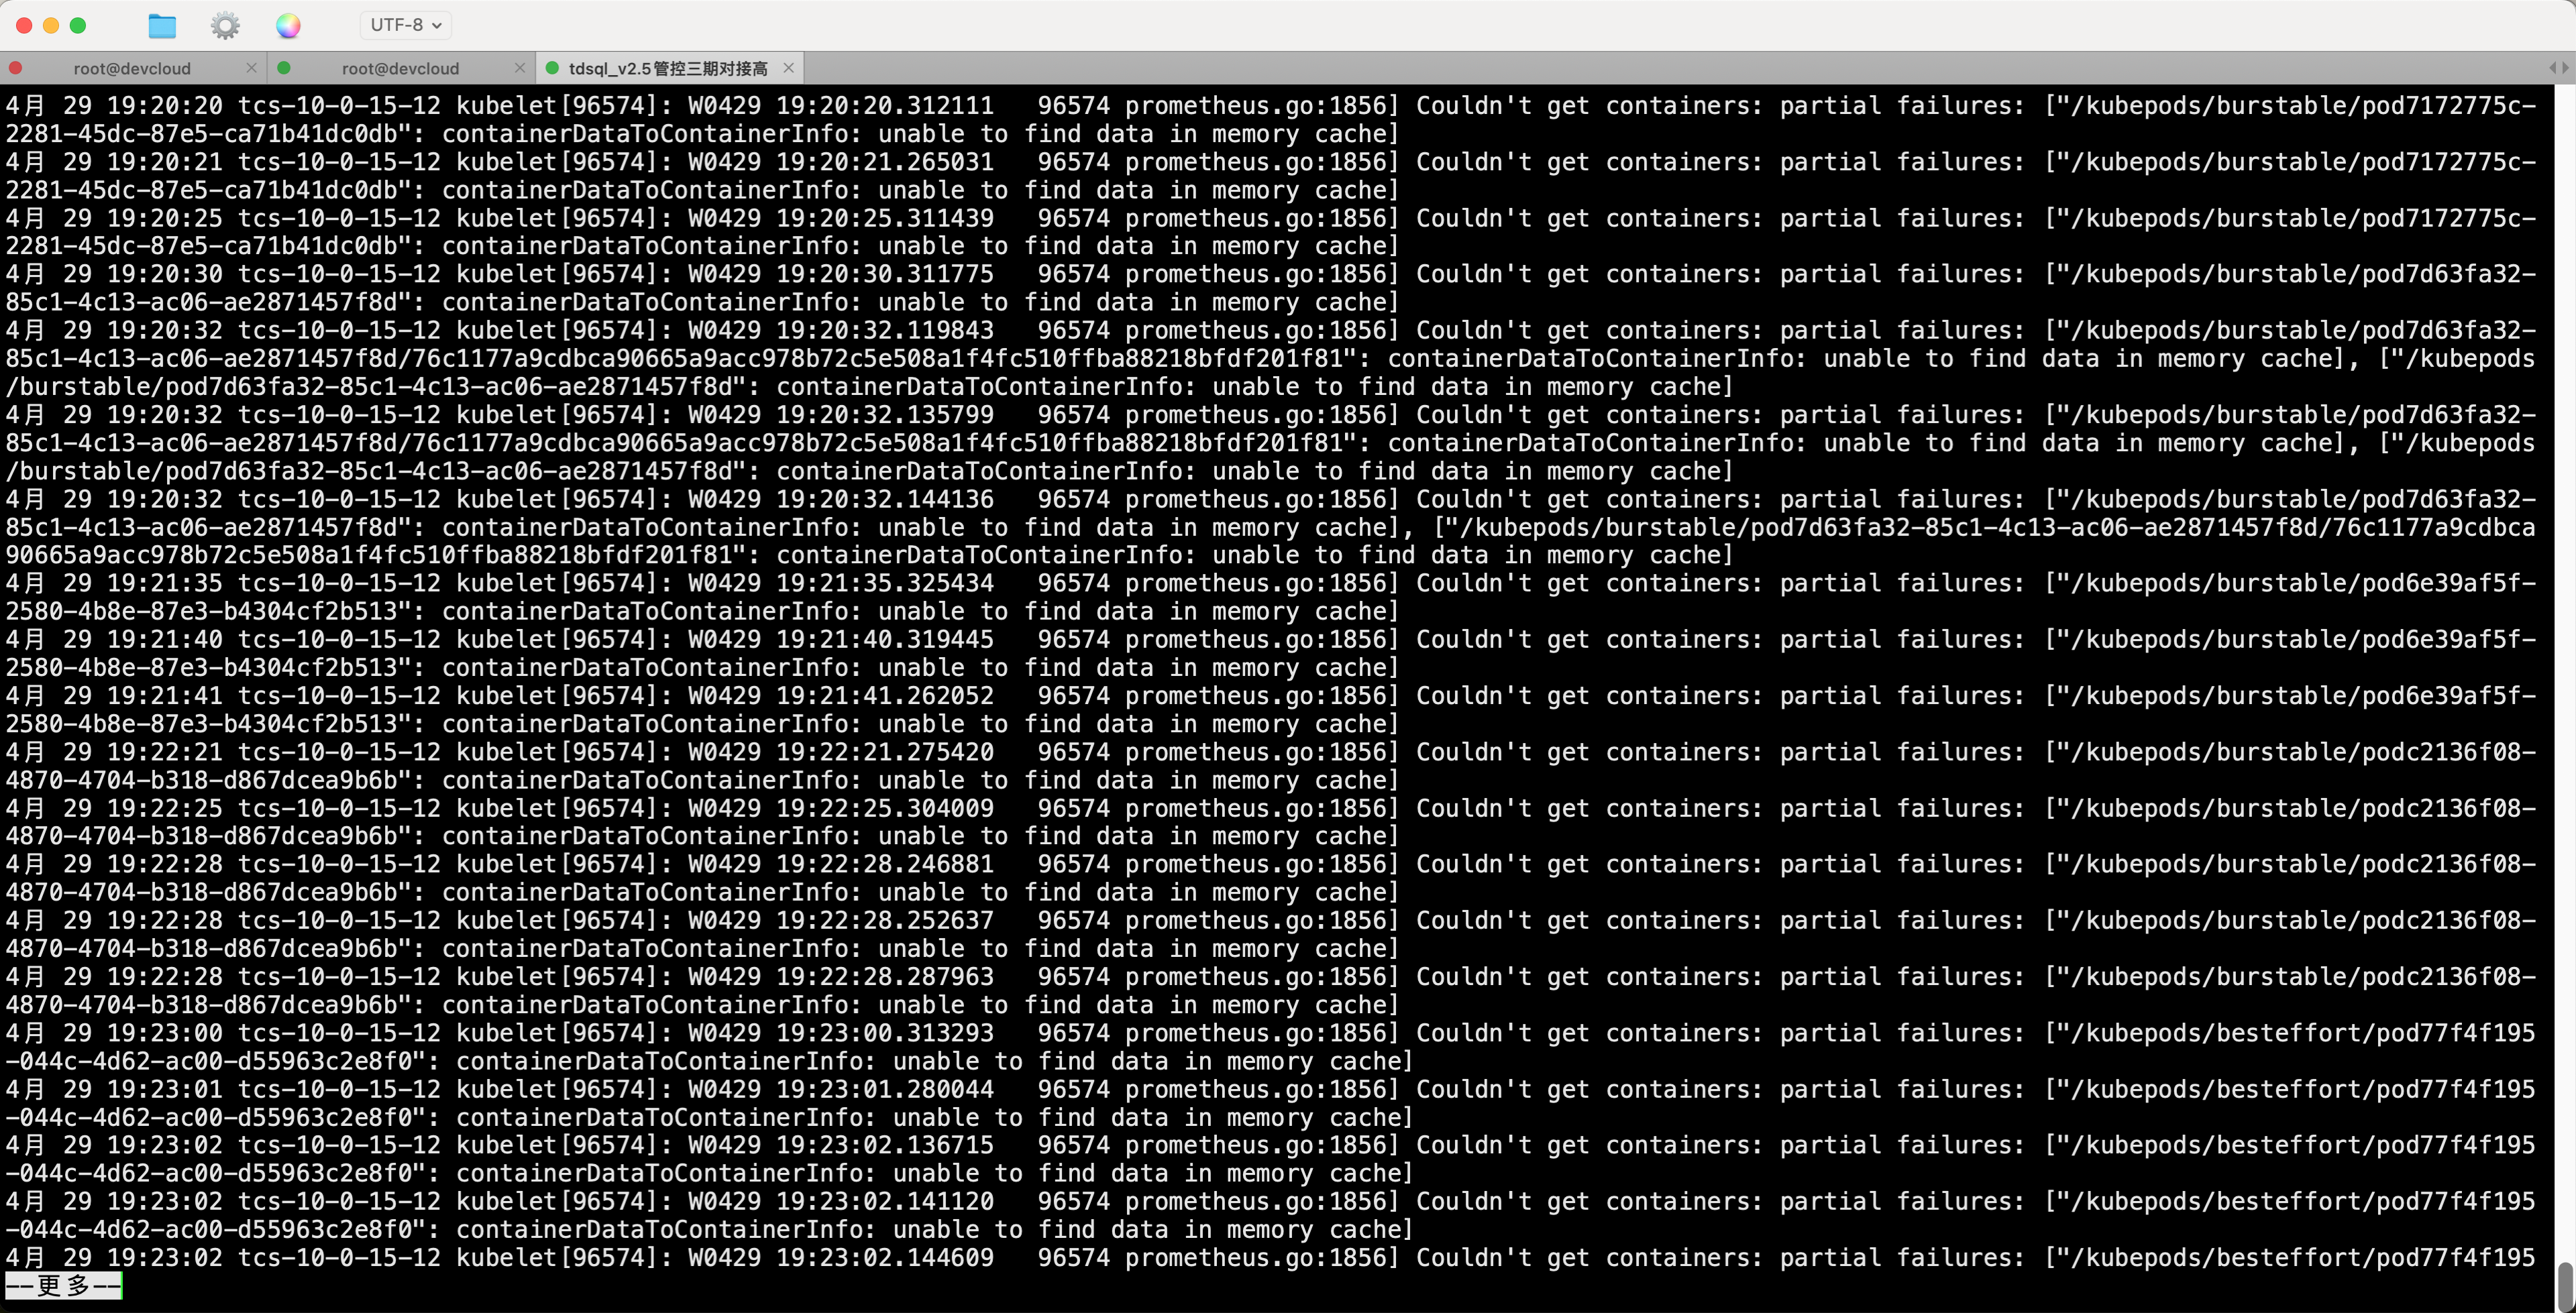 UTF-8
root@devcloud
root@devcloud
tdsql_v2.5管控三期对接高
4月 29 19:20:20 tcs-10-0-15-12 kubelet[96574]: W0429 19:20:20.312111   96574 prometheus.go:1856] Couldn't get containers: partial failures: ["/kubepods/burstable/pod7172775c-
2281-45dc-87e5-ca71b41dc0db": containerDataToContainerInfo: unable to find data in memory cache]
4月 29 19:20:21 tcs-10-0-15-12 kubelet[96574]: W0429 19:20:21.265031   96574 prometheus.go:1856] Couldn't get containers: partial failures: ["/kubepods/burstable/pod7172775c-
2281-45dc-87e5-ca71b41dc0db": containerDataToContainerInfo: unable to find data in memory cache]
4月 29 19:20:25 tcs-10-0-15-12 kubelet[96574]: W0429 19:20:25.311439   96574 prometheus.go:1856] Couldn't get containers: partial failures: ["/kubepods/burstable/pod7172775c-
2281-45dc-87e5-ca71b41dc0db": containerDataToContainerInfo: unable to find data in memory cache]
4月 29 19:20:30 tcs-10-0-15-12 kubelet[96574]: W0429 19:20:30.311775   96574 prometheus.go:1856] Couldn't get containers: partial failures: ["/kubepods/burstable/pod7d63fa32-
85c1-4c13-ac06-ae2871457f8d": containerDataToContainerInfo: unable to find data in memory cache]
4月 29 19:20:32 tcs-10-0-15-12 kubelet[96574]: W0429 19:20:32.119843   96574 prometheus.go:1856] Couldn't get containers: partial failures: ["/kubepods/burstable/pod7d63fa32-
85c1-4c13-ac06-ae2871457f8d/76c1177a9cdbca90665a9acc978b72c5e508a1f4fc510ffba88218bfdf201f81": containerDataToContainerInfo: unable to find data in memory cache], ["/kubepods
/burstable/pod7d63fa32-85c1-4c13-ac06-ae2871457f8d": containerDataToContainerInfo: unable to find data in memory cache]
4月 29 19:20:32 tcs-10-0-15-12 kubelet[96574]: W0429 19:20:32.135799   96574 prometheus.go:1856] Couldn't get containers: partial failures: ["/kubepods/burstable/pod7d63fa32-
85c1-4c13-ac06-ae2871457f8d/76c1177a9cdbca90665a9acc978b72c5e508a1f4fc510ffba88218bfdf201f81": containerDataToContainerInfo: unable to find data in memory cache], ["/kubepods
/burstable/pod7d63fa32-85c1-4c13-ac06-ae2871457f8d": containerDataToContainerInfo: unable to find data in memory cache]
4月 29 19:20:32 tcs-10-0-15-12 kubelet[96574]: W0429 19:20:32.144136   96574 prometheus.go:1856] Couldn't get containers: partial failures: ["/kubepods/burstable/pod7d63fa32-
85c1-4c13-ac06-ae2871457f8d": containerDataToContainerInfo: unable to find data in memory cache], ["/kubepods/burstable/pod7d63fa32-85c1-4c13-ac06-ae2871457f8d/76c1177a9cdbca
90665a9acc978b72c5e508a1f4fc510ffba88218bfdf201f81": containerDataToContainerInfo: unable to find data in memory cache]
4月 29 19:21:35 tcs-10-0-15-12 kubelet[96574]: W0429 19:21:35.325434   96574 prometheus.go:1856] Couldn't get containers: partial failures: ["/kubepods/burstable/pod6e39af5f-
2580-4b8e-87e3-b4304cf2b513": containerDataToContainerInfo: unable to find data in memory cache]
4月 29 19:21:40 tcs-10-0-15-12 kubelet[96574]: W0429 19:21:40.319445   96574 prometheus.go:1856] Couldn't get containers: partial failures: ["/kubepods/burstable/pod6e39af5f-
2580-4b8e-87e3-b4304cf2b513": containerDataToContainerInfo: unable to find data in memory cache]
4月 29 19:21:41 tcs-10-0-15-12 kubelet[96574]: W0429 19:21:41.262052   96574 prometheus.go:1856] Couldn't get containers: partial failures: ["/kubepods/burstable/pod6e39af5f-
2580-4b8e-87e3-b4304cf2b513": containerDataToContainerInfo: unable to find data in memory cache]
4月 29 19:22:21 tcs-10-0-15-12 kubelet[96574]: W0429 19:22:21.275420   96574 prometheus.go:1856] Couldn't get containers: partial failures: ["/kubepods/burstable/podc2136f08-
4870-4704-b318-d867dcea9b6b": containerDataToContainerInfo: unable to find data in memory cache]
4月 29 19:22:25 tcs-10-0-15-12 kubelet[96574]: W0429 19:22:25.304009   96574 prometheus.go:1856] Couldn't get containers: partial failures: ["/kubepods/burstable/podc2136f08-
4870-4704-b318-d867dcea9b6b": containerDataToContainerInfo: unable to find data in memory cache]
4月 29 19:22:28 tcs-10-0-15-12 kubelet[96574]: W0429 19:22:28.246881   96574 prometheus.go:1856] Couldn't get containers: partial failures: ["/kubepods/burstable/podc2136f08-
4870-4704-b318-d867dcea9b6b": containerDataToContainerInfo: unable to find data in memory cache]
4月 29 19:22:28 tcs-10-0-15-12 kubelet[96574]: W0429 19:22:28.252637   96574 prometheus.go:1856] Couldn't get containers: partial failures: ["/kubepods/burstable/podc2136f08-
4870-4704-b318-d867dcea9b6b": containerDataToContainerInfo: unable to find data in memory cache]
4月 29 19:22:28 tcs-10-0-15-12 kubelet[96574]: W0429 19:22:28.287963   96574 prometheus.go:1856] Couldn't get containers: partial failures: ["/kubepods/burstable/podc2136f08-
4870-4704-b318-d867dcea9b6b": containerDataToContainerInfo: unable to find data in memory cache]
4月 29 19:23:00 tcs-10-0-15-12 kubelet[96574]: W0429 19:23:00.313293   96574 prometheus.go:1856] Couldn't get containers: partial failures: ["/kubepods/besteffort/pod77f4f195
-044c-4d62-ac00-d55963c2e8f0": containerDataToContainerInfo: unable to find data in memory cache]
4月 29 19:23:01 tcs-10-0-15-12 kubelet[96574]: W0429 19:23:01.280044   96574 prometheus.go:1856] Couldn't get containers: partial failures: ["/kubepods/besteffort/pod77f4f195
-044c-4d62-ac00-d55963c2e8f0": containerDataToContainerInfo: unable to find data in memory cache]
4月 29 19:23:02 tcs-10-0-15-12 kubelet[96574]: W0429 19:23:02.136715   96574 prometheus.go:1856] Couldn't get containers: partial failures: ["/kubepods/besteffort/pod77f4f195
-044c-4d62-ac00-d55963c2e8f0": containerDataToContainerInfo: unable to find data in memory cache]
4月 29 19:23:02 tcs-10-0-15-12 kubelet[96574]: W0429 19:23:02.141120   96574 prometheus.go:1856] Couldn't get containers: partial failures: ["/kubepods/besteffort/pod77f4f195
-044c-4d62-ac00-d55963c2e8f0": containerDataToContainerInfo: unable to find data in memory cache]
4月 29 19:23:02 tcs-10-0-15-12 kubelet[96574]: W0429 19:23:02.144609   96574 prometheus.go:1856] Couldn't get containers: partial failures: ["/kubepods/besteffort/pod77f4f195
--更多--